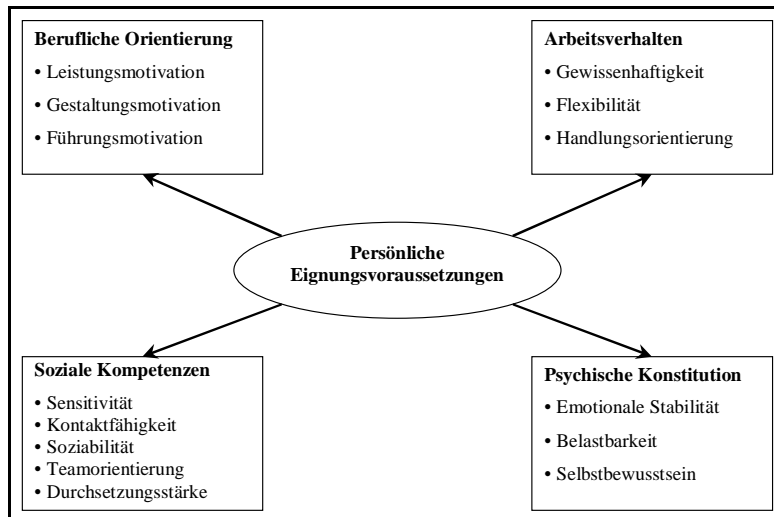 Berufliche Orientierung
• Leistungsmotivation
• Gestaltungsmotivation
• Führungsmotivation
Arbeitsverhalten
• Gewissenhaftigkeit
• Flexibilität
• Handlungsorientierung
Persönliche
Eignungsvoraussetzungen
Soziale Kompetenzen
• Sensitivität
• Kontaktfähigkeit
• Soziabilität
• Teamorientierung
• Durchsetzungsstärke
Psychische Konstitution
• Emotionale Stabilität
• Belastbarkeit
• Selbstbewusstsein